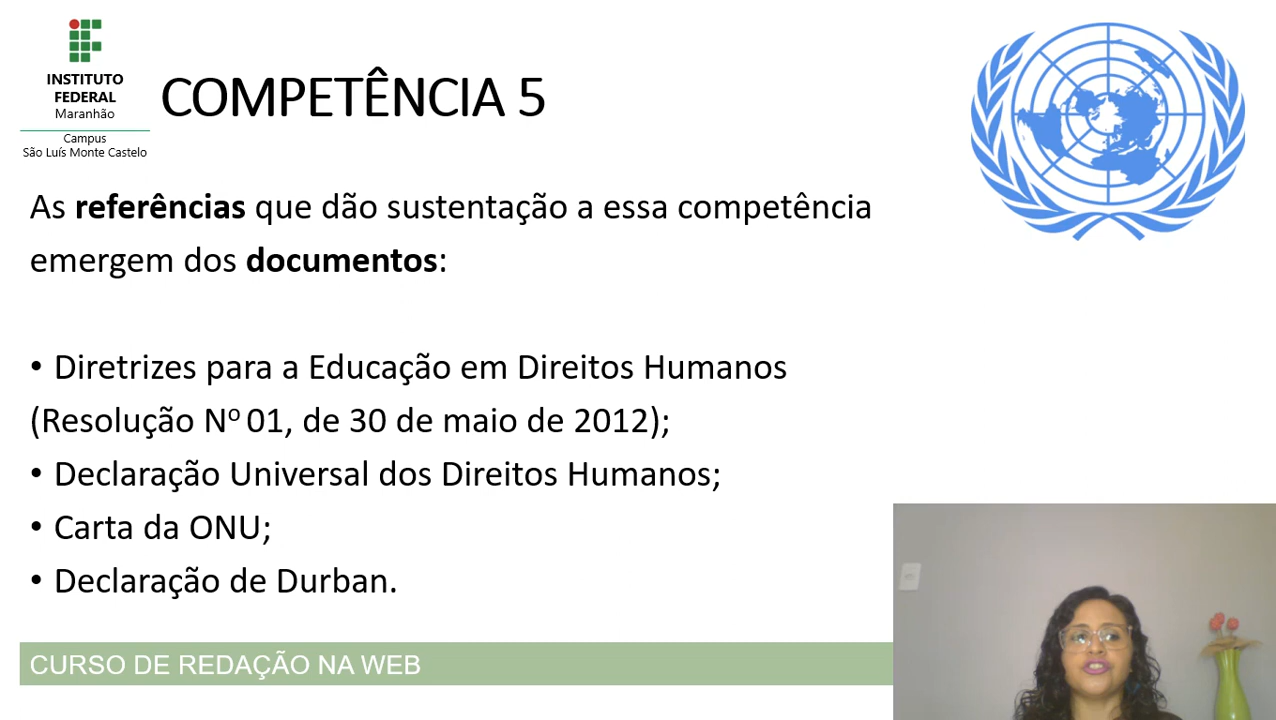 INSTITUTO
FEDERAL
Maranhão
Campus
São Luís Monte Castelo
COMPETÊNCIA 5
As referências que dão sustentação a essa competência
emergem dos documentos:
• Diretrizes para a Educação em Direitos Humanos
(Resolução Nº 01, de 30 de maio de 2012);
• Declaração Universal dos Direitos Humanos;
• Carta da ONU;
• Declaração de Durban.
CURSO DE REDAÇÃO NA WEB